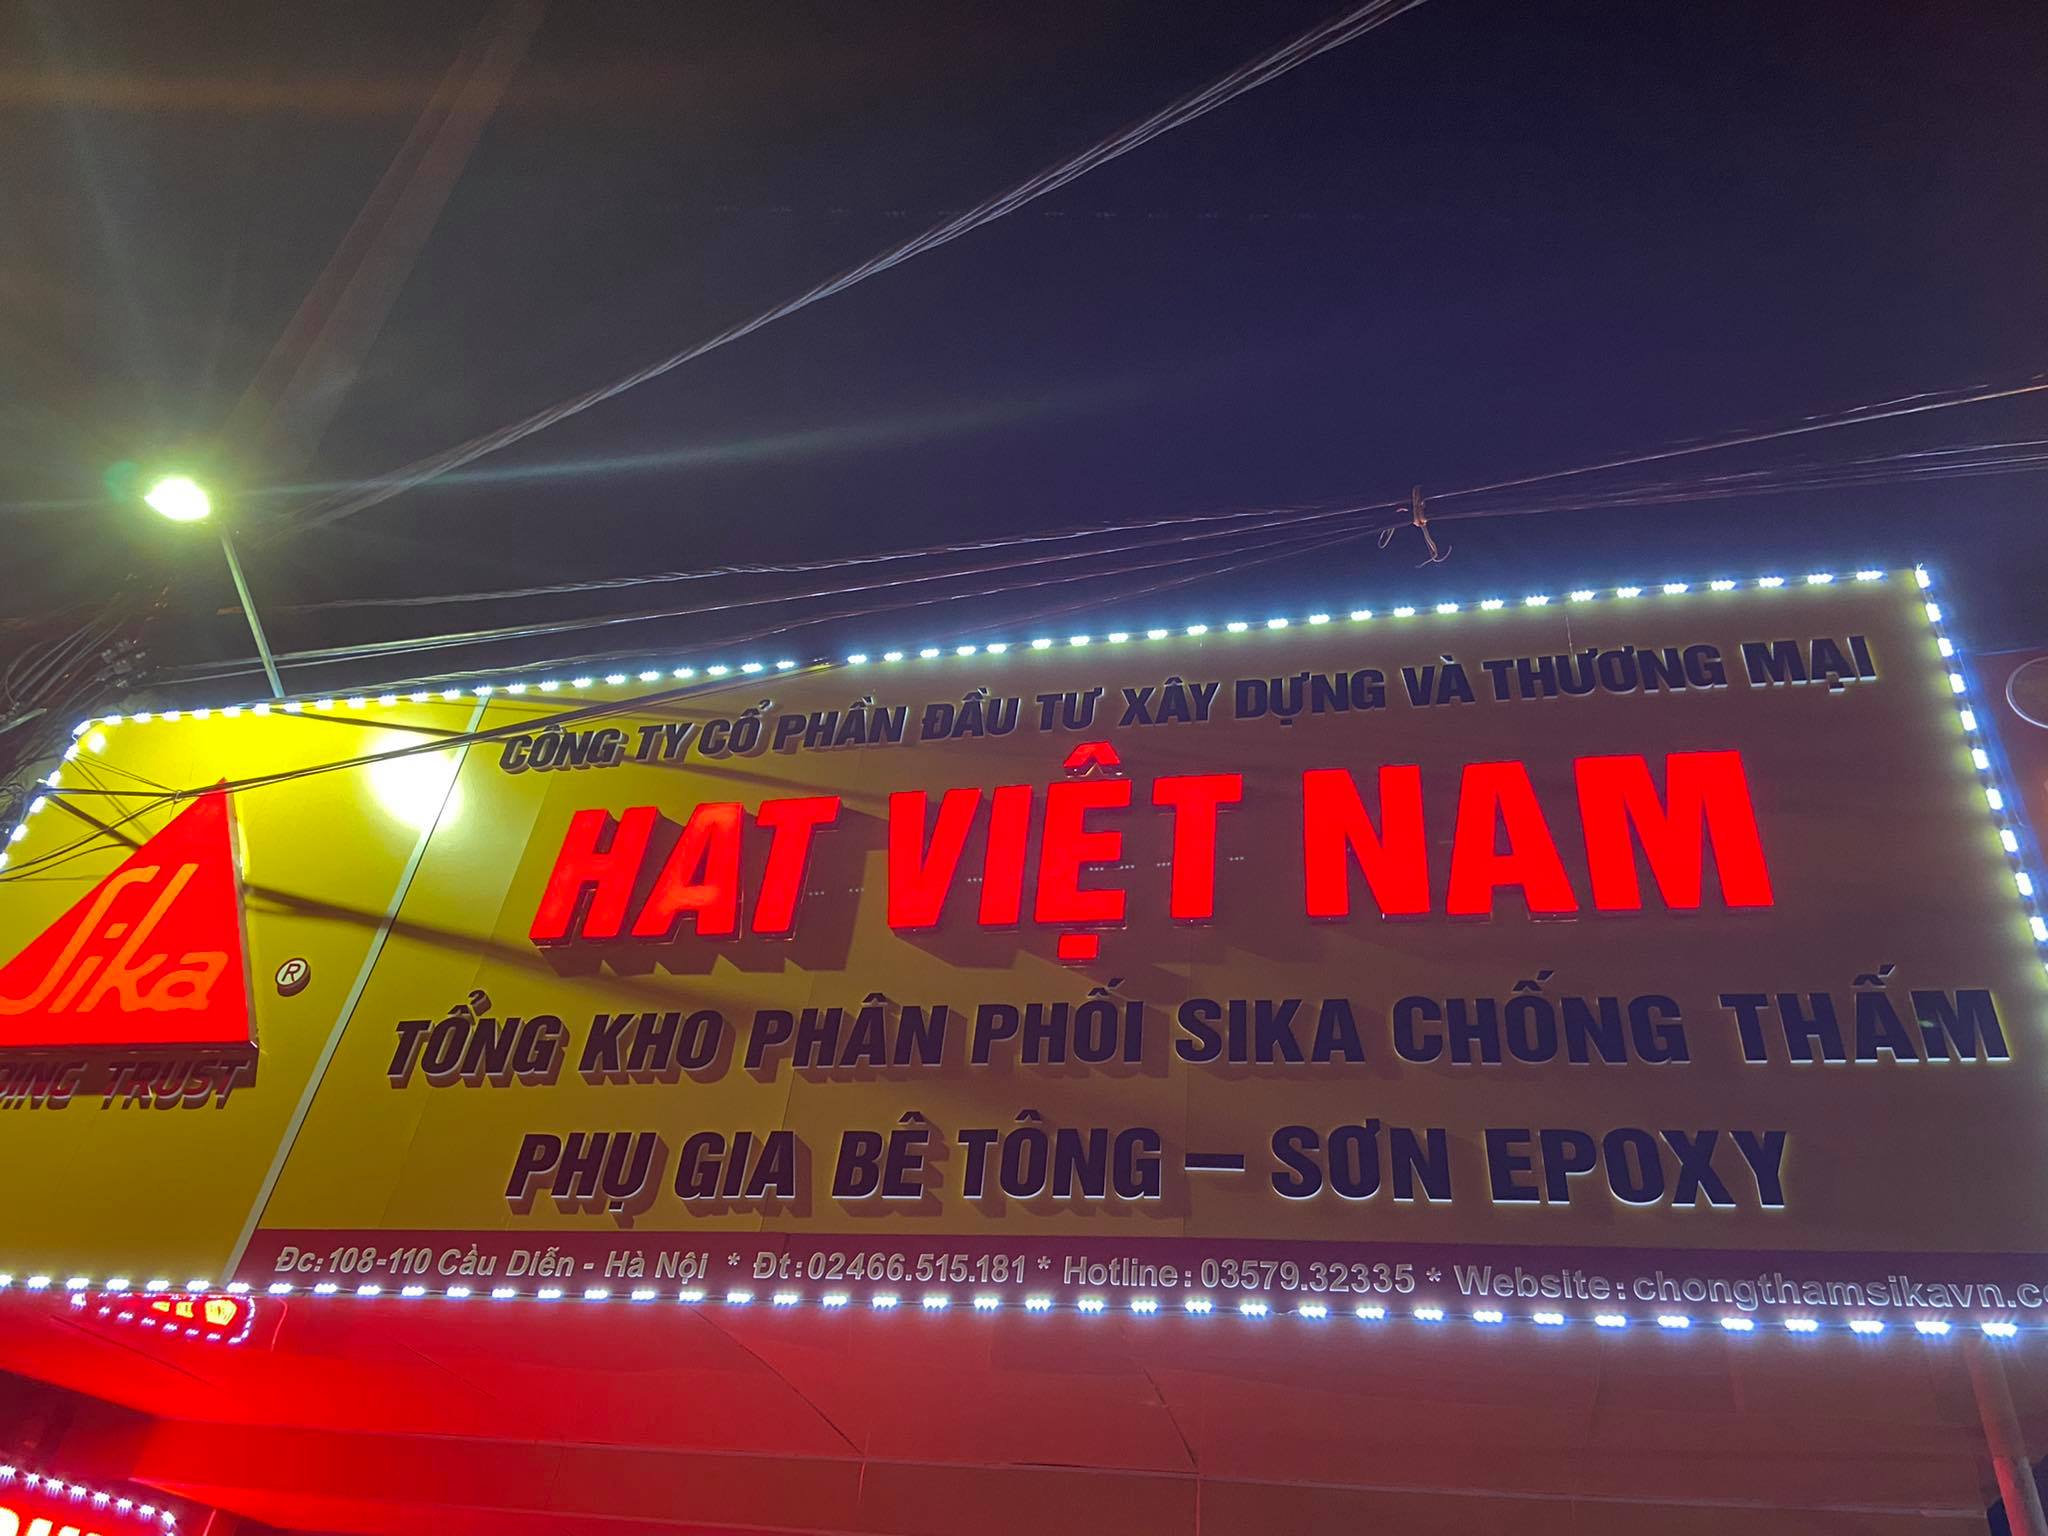 CÔNG TY CỔ PHẦN ĐẦU TƯ XÂY DỰNG VÀ THƯƠNG MẠI
HAT VIỆT NAM
Sika ®
TRUST
TỔNG KHO PHÂN PHỐI SIKA CHỐNG THẤM
PHỤ GIA BÊ TÔNG – SƠN EPOXY
Đc: 108-110 Cầu Diễn - Hà Nội * Đt: 02466.515.181 * Hotline: 03579.32335 * Website: chongthamsikavn.c